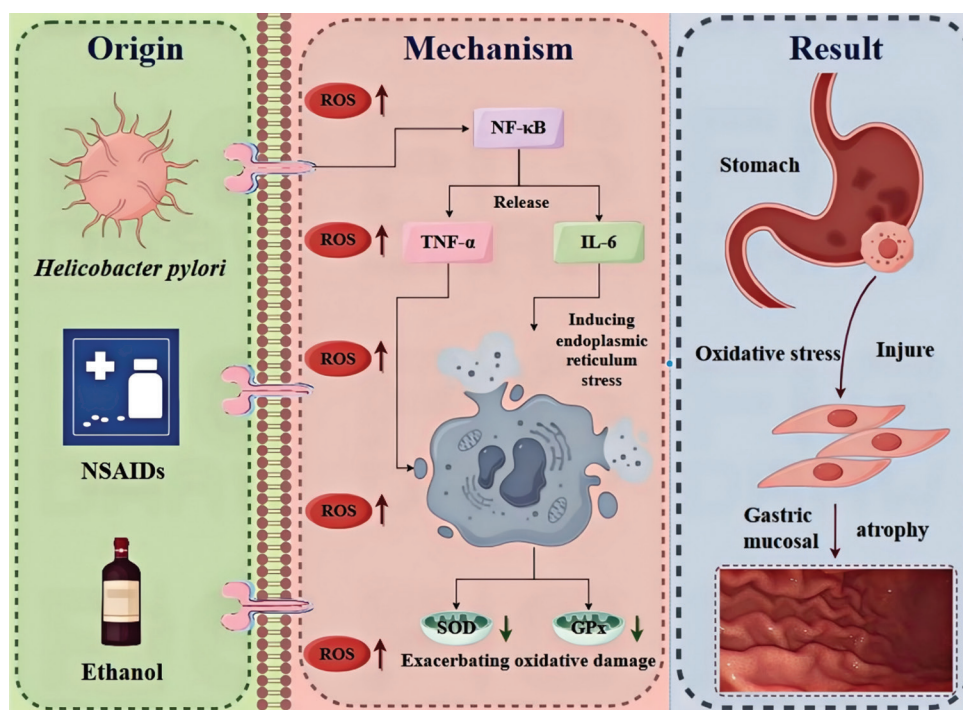 Origin
Helicobacter pylori
NSAIDs
Ethanol
Mechanism
ROS
NF-κB
Release
ROS
TNF-α
IL-6
ROS
Inducing
endoplasmic
reticulum
stress
ROS
SOD
GPx
ROS
Exacerbating oxidative damage
Result
Stomach
Oxidative stress
Injure
Gastric
mucosal
atrophy